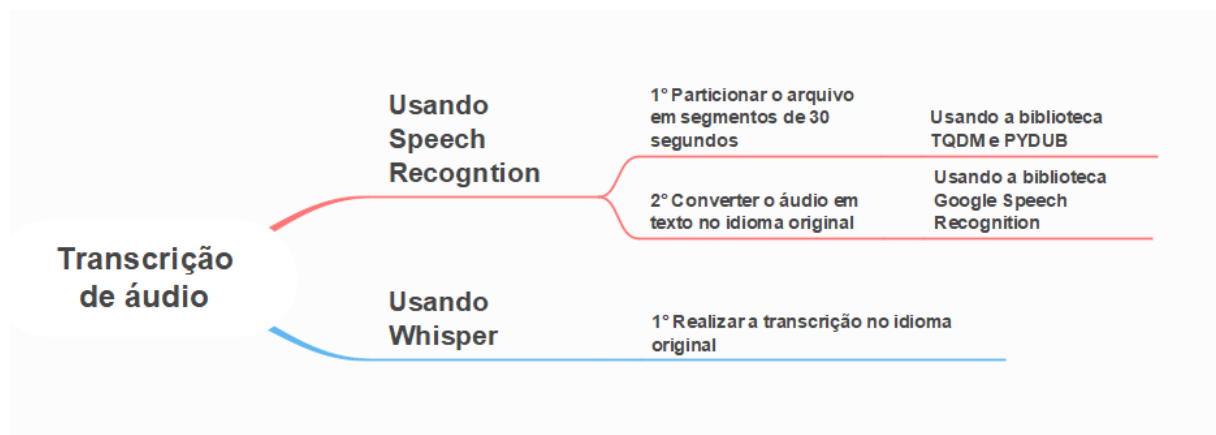 Transcrição
de áudio
Usando
Speech
Recogntion
1° Particionar o arquivo
em segmentos de 30
segundos
Usando a biblioteca
TQDM e PYDUB
2° Converter o áudio em
texto no idioma original
Usando a biblioteca
Google Speech
Recognition
Usando
Whisper
1° Realizar a transcrição no idioma
original